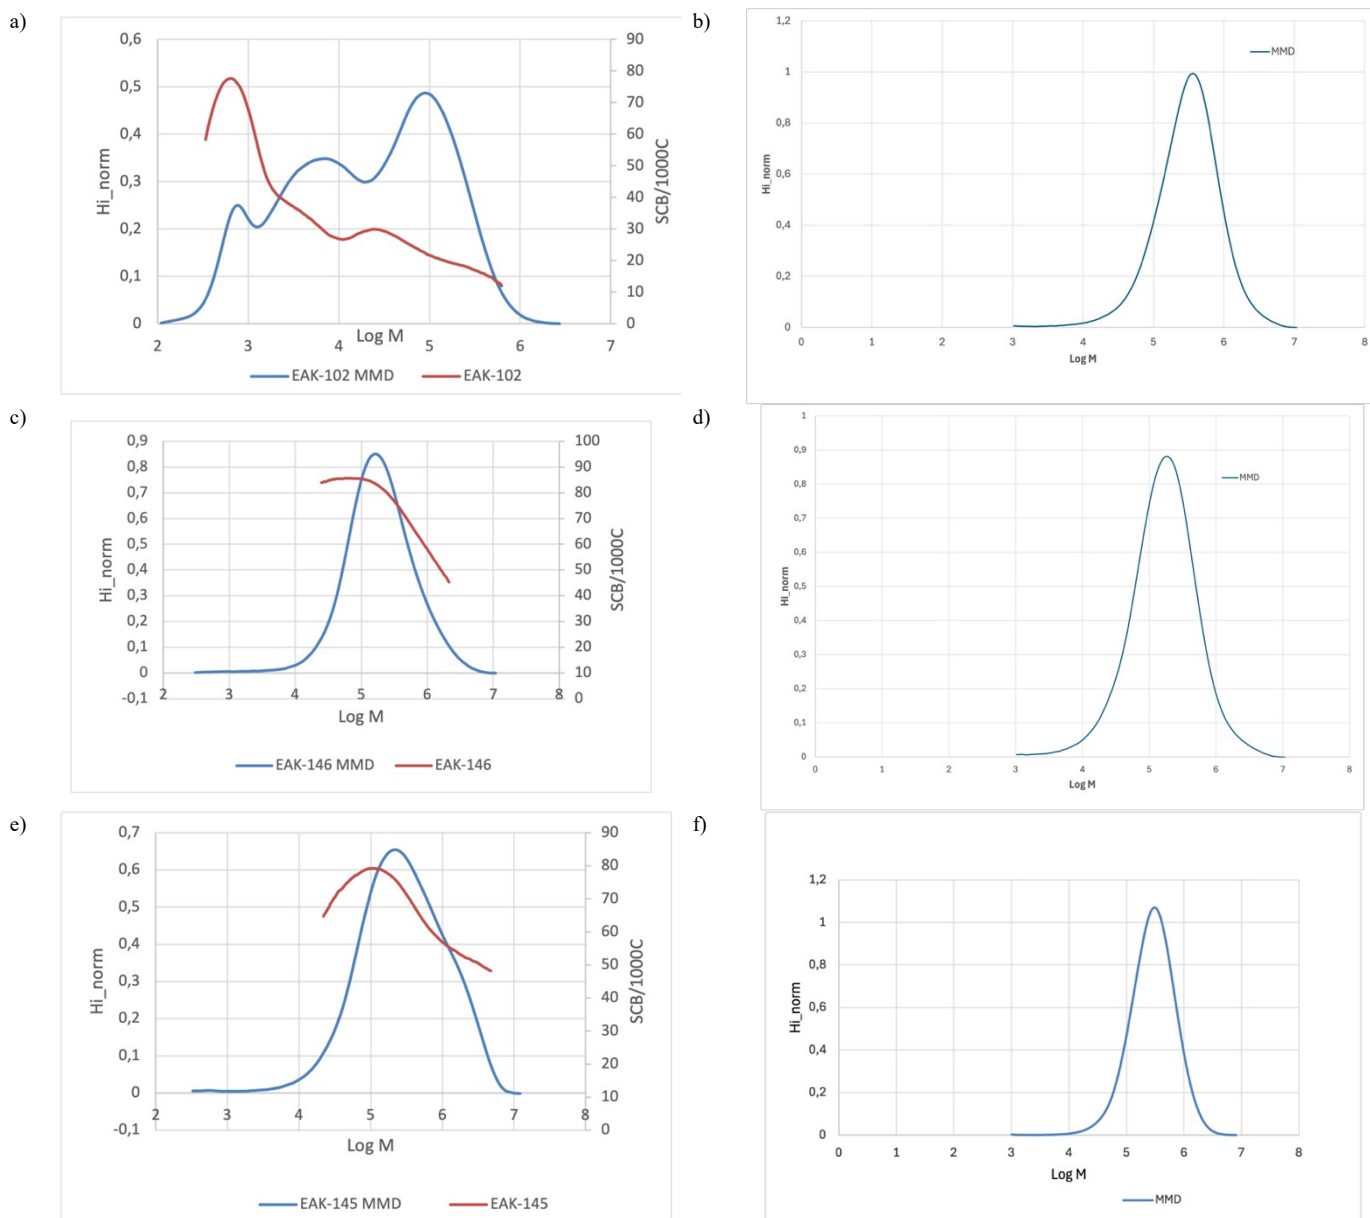 a)
0,6
0,5
0,4
0,3
0,2
0,1
0
Hi_norm
90
80
70
60
50
40
30
20
10
0
SCB/1000C
2 3 4 5 6 7
Log M
EAK-102 MMD EAK-102
b)
1,2
1
0,8
0,6
0,4
0,2
0
Hi_norm
MMD
0 1 2 3 4 5 6 7 8
Log M
c)
0,9
0,8
0,7
0,6
0,5
0,4
0,3
0,2
0,1
0
-0,1
Hi_norm
100
90
80
70
60
50
40
30
20
10
0
SCB/1000C
2 3 4 5 6 7 8
Log M
EAK-146 MMD EAK-146
d)
1
0,9
0,8
0,7
0,6
0,5
0,4
0,3
0,2
0,1
0
Hi_norm
MMD
0 1 2 3 4 5 6 7 8
Log M
e)
0,7
0,6
0,5
0,4
0,3
0,2
0,1
0
-0,1
Hi_norm
90
80
70
60
50
40
30
20
10
0
SCB/1000C
2 3 4 5 6 7 8
Log M
EAK-145 MMD EAK-145
f)
1,2
1
0,8
0,6
0,4
0,2
0
Hi_norm
0 1 2 3 4 5 6 7 8
Log M
MMD